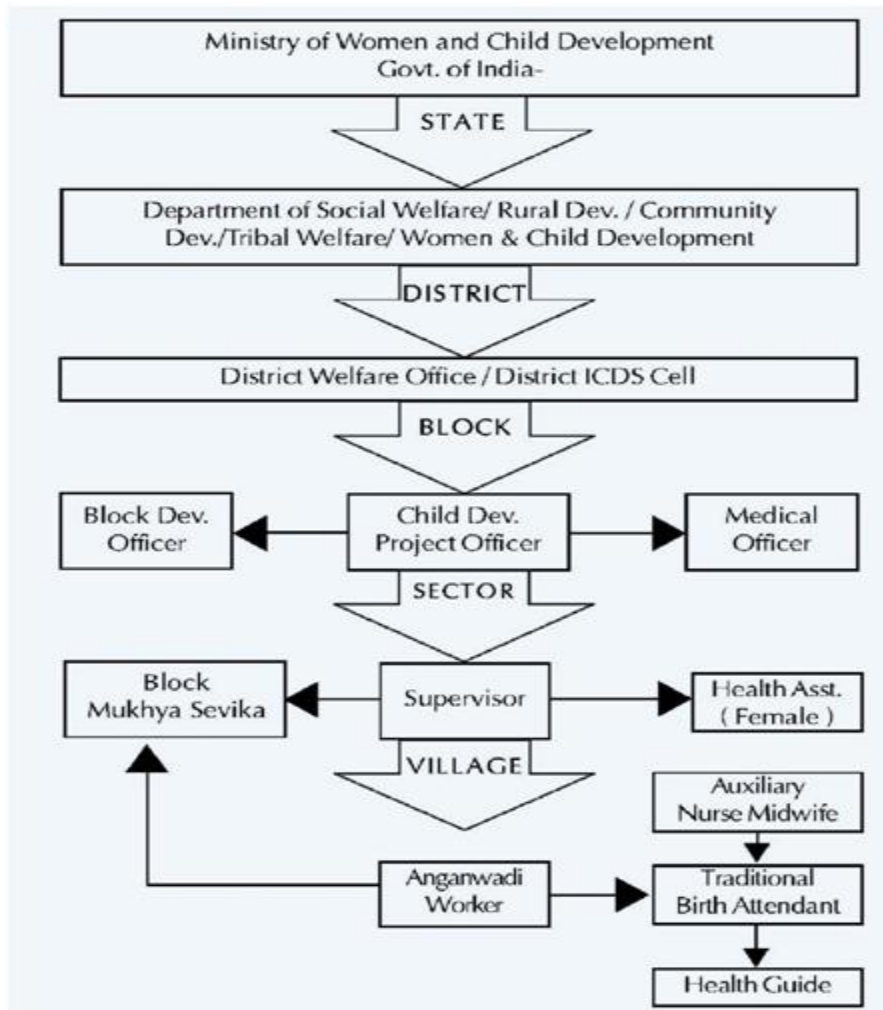 Ministry of Women and Child Development
Govt. of India-
STATE
Department of Social Welfare/ Rural Dev. / Community
Dev./Tribal Welfare/ Women & Child Development
DISTRICT
District Welfare Office / District ICDS Cell
BLOCK
Block Dev.
Officer
Child Dev.
Project Officer
Medical
Officer
SECTOR
Block
Mukhya Sevika
Supervisor
Health Asst.
( Female )
VILLAGE
Auxiliary
Nurse Midwife
Anganwadi
Worker
Traditional
Birth Attendant
Health Guide